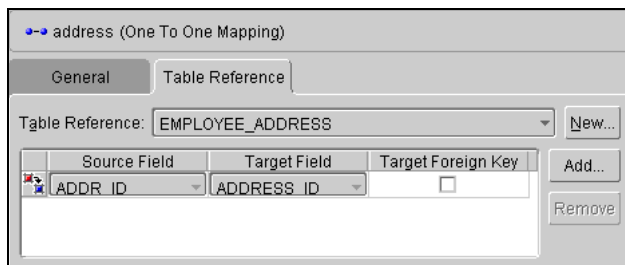 address (One To One Mapping)
General Table Reference
Table Reference: EMPLOYEE_ADDRESS New...
Source Field Target Field Target Foreign Key Add...
ADDR_ID ADDRESS_ID
Remove